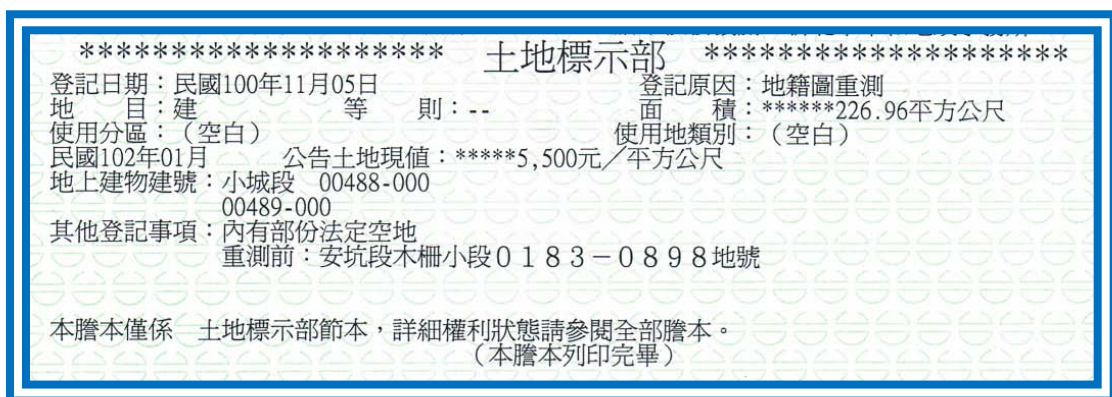 ******************** 土地標示部 ********************
登記日期：民國100年11月05日 登記原因：地籍圖重測
地 目：建 等 則：-- 面 積：******226.96平方公尺
使用分區：（空白） 使用地類別：（空白）
民國102年01月 公告土地現值：*****5,500元／平方公尺
地上建物建號：小城段 00488-000
00489-000
其他登記事項：內有部份法定空地
重測前：安坑段木柵小段０１８３－０８９８地號
本謄本僅係 土地標示部節本，詳細權利狀態請參閱全部謄本。
（本謄本列印完畢）